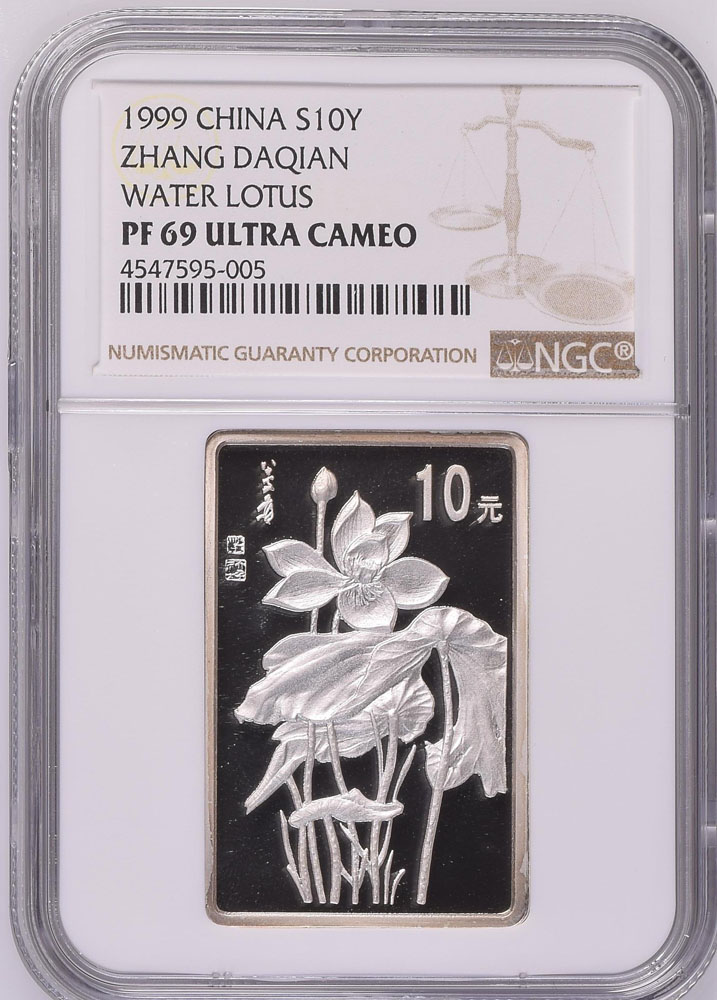 1999 CHINA S10Y
ZHANG DAQIAN
WATER LOTUS
PF 69 ULTRA CAMEO
4547595-005
NUMISMATIC GUARANTY CORPORATION
NGC®
10元